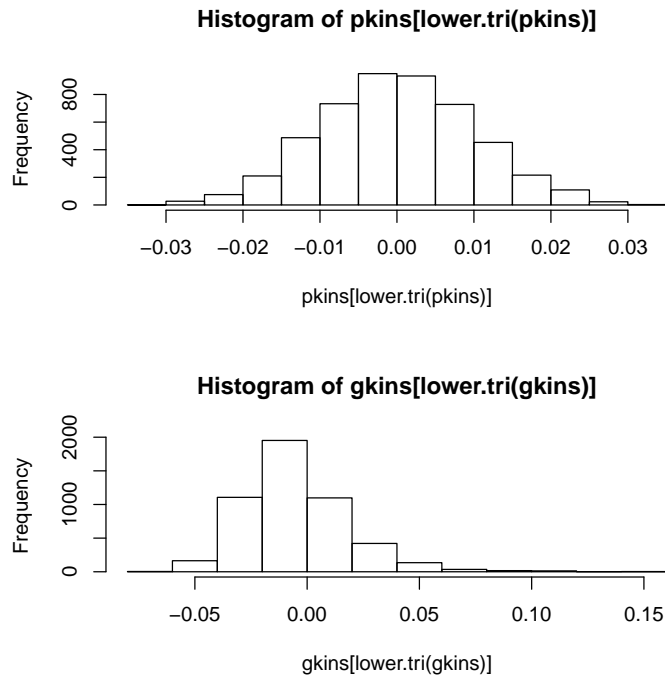 Histogram of pkins[lower.tri(pkins)]
Frequency
800
400
0
−0.03 −0.02 −0.01 0.00 0.01 0.02 0.03
pkins[lower.tri(pkins)]
Histogram of gkins[lower.tri(gkins)]
Frequency
2000
1000
0
−0.05 0.00 0.05 0.10 0.15
gkins[lower.tri(gkins)]